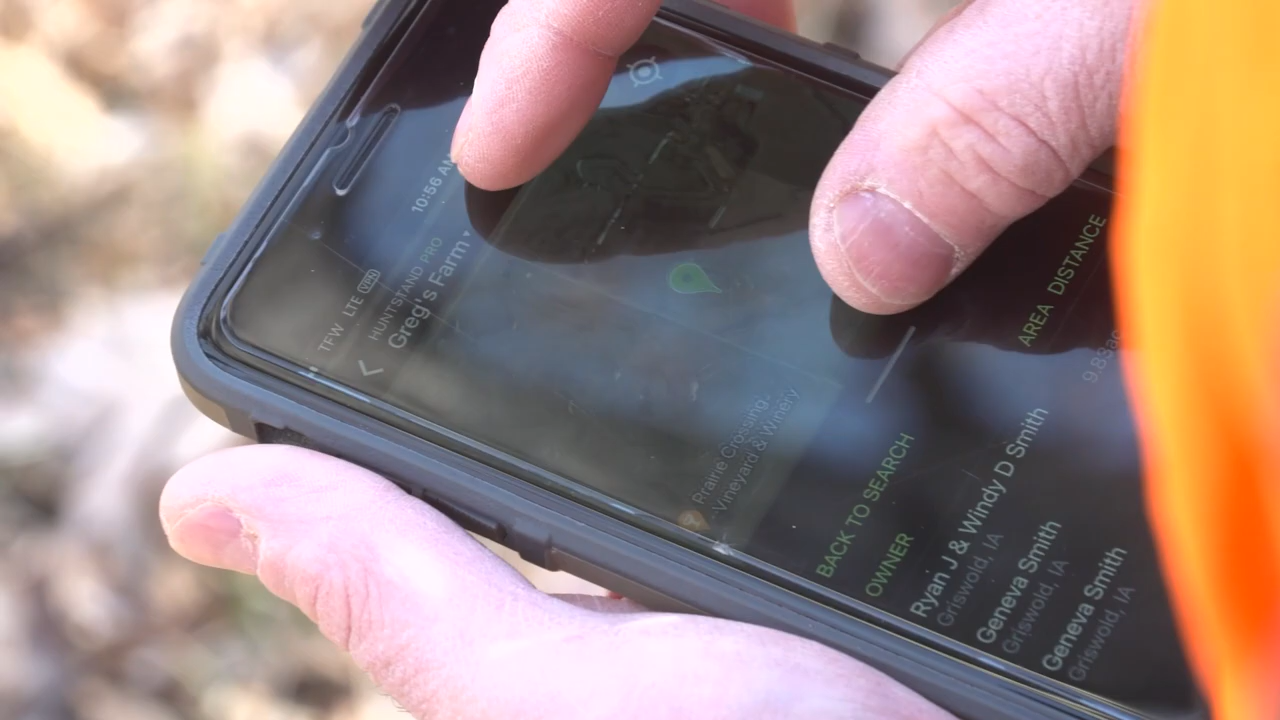 TFW LTE VPN
10:56 AM
HUNTSTAND PRO
Greg's Farm
Prairie Crossing
Vineyard & Winery
BACK TO SEARCH
OWNER
AREA
DISTANCE
Ryan J & Windy D Smith
Griswold, IA
9.83ac
Geneva Smith
Griswold, IA
Geneva Smith
Griswold, IA